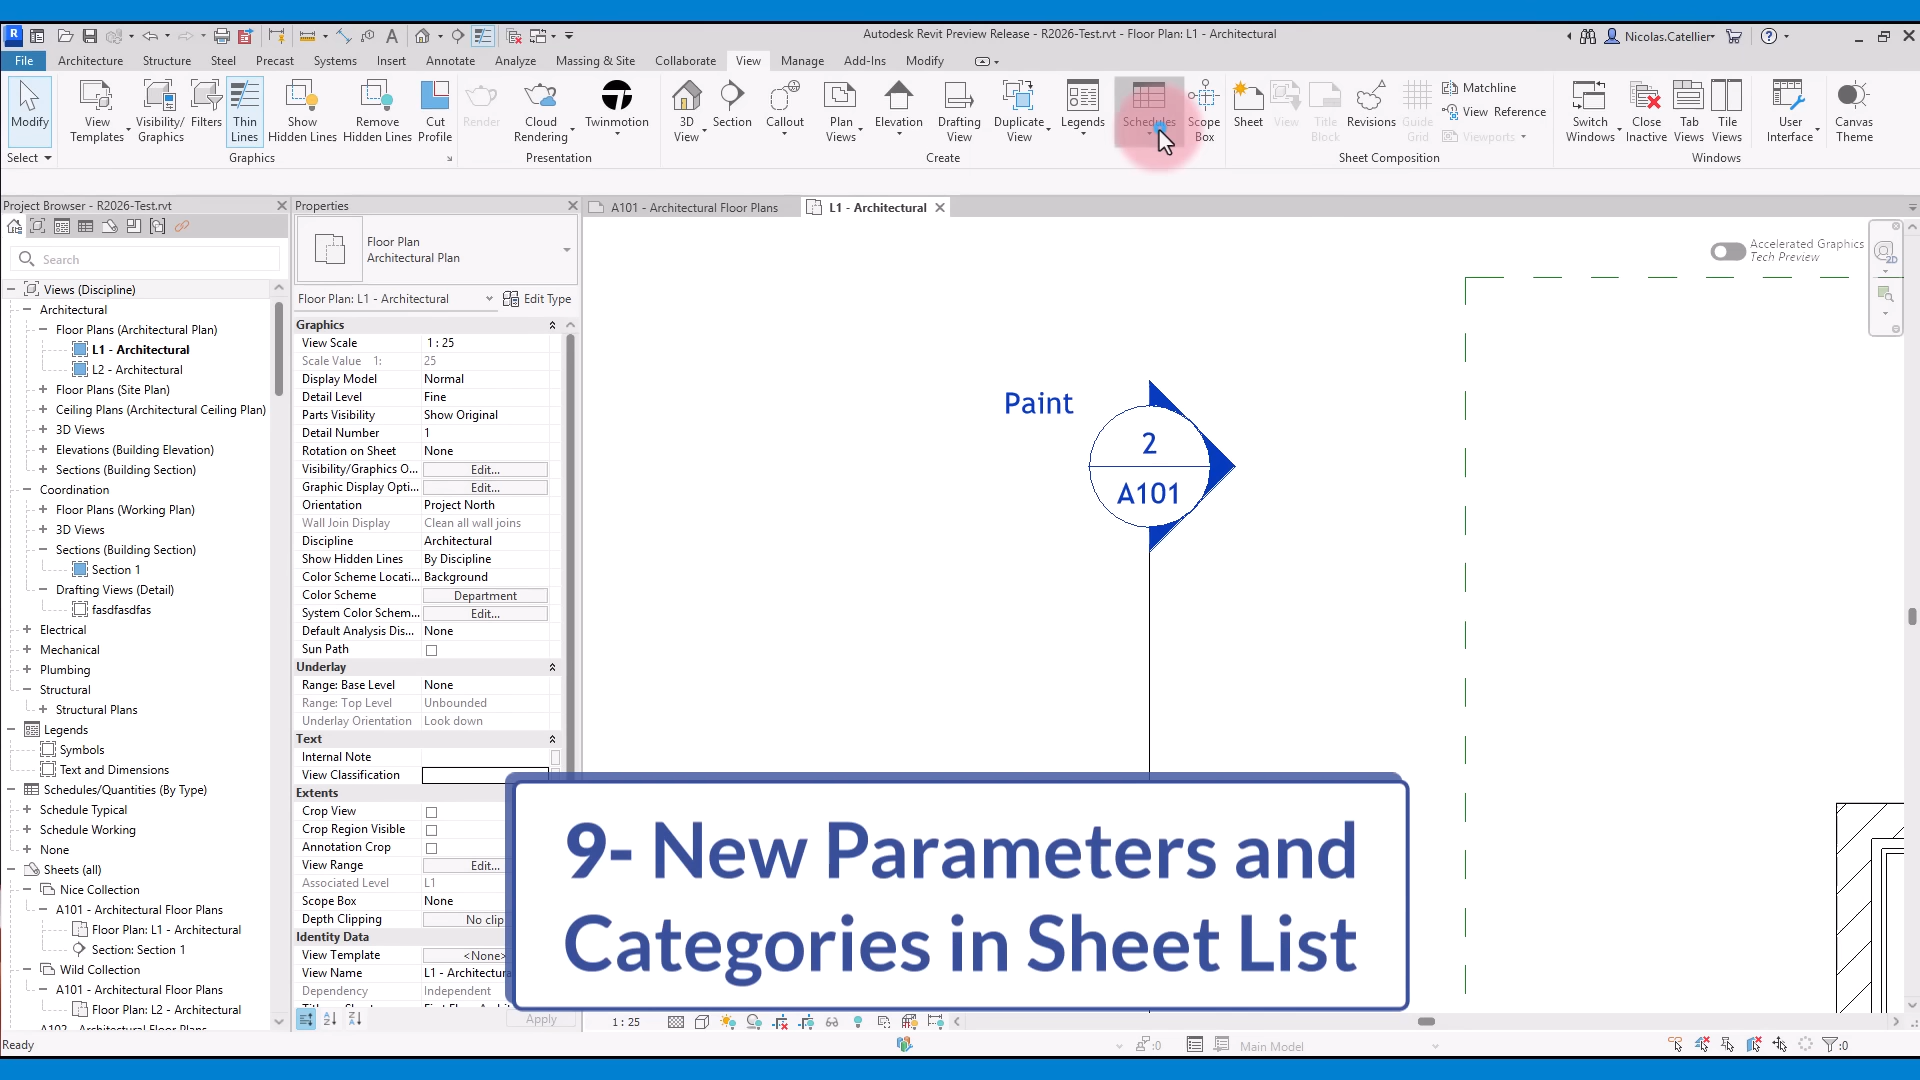 R
Autodesk Revit Preview Release - R2026-Test.rvt - Floor Plan: L1 - Architectural
Nicolas.Catellier
File Architecture Structure Steel Precast Systems Insert Annotate Analyze Massing & Site Collaborate View Manage Add-Ins Modify
Modify
View Templates
Visibility/ Graphics
Filters
Thin Lines
Show Hidden Lines
Remove Hidden Lines
Cut Profile
Render
Cloud Rendering
Twinmotion
3D View
Section
Callout
Plan Views
Elevation
Drafting View
Duplicate View
Legends
Schedules
Scope Box
Sheet
View
Title Block
Revisions
Guide Grid
Matchline
View Reference
Viewports
Switch Windows
Close Inactive
Tab Views
Tile Views
User Interface
Canvas Theme
Select Graphics Presentation Create Sheet Composition Windows
Project Browser - R2026-Test.rvt
Search
Views (Discipline)
Architectural
Floor Plans (Architectural Plan)
L1 - Architectural
L2 - Architectural
Floor Plans (Site Plan)
Ceiling Plans (Architectural Ceiling Plan)
3D Views
Elevations (Building Elevation)
Sections (Building Section)
Coordination
Floor Plans (Working Plan)
3D Views
Sections (Building Section)
Section 1
Drafting Views (Detail)
fasdfasdfas
Electrical
Mechanical
Plumbing
Structural
Structural Plans
Legends
Symbols
Text and Dimensions
Schedules/Quantities (By Type)
Schedule Typical
Schedule Working
None
Sheets (all)
Nice Collection
A101 - Architectural Floor Plans
Floor Plan: L1 - Architectural
Section: Section 1
Wild Collection
A101 - Architectural Floor Plans
Floor Plan: L2 - Architectural
Properties
Floor Plan
Architectural Plan
Floor Plan: L1 - Architectural Edit Type
Graphics
View Scale 1 : 25
Scale Value 1: 25
Display Model Normal
Detail Level Fine
Parts Visibility Show Original
Detail Number 1
Rotation on Sheet None
Visibility/Graphics O... Edit...
Graphic Display Opti... Edit...
Orientation Project North
Wall Join Display Clean all wall joins
Discipline Architectural
Show Hidden Lines By Discipline
Color Scheme Locati... Background
Color Scheme Department
System Color Schem... Edit...
Default Analysis Dis... None
Sun Path
Underlay
Range: Base Level None
Range: Top Level Unbounded
Underlay Orientation Look down
Text
Internal Note
View Classification
Extents
Crop View
Crop Region Visible
Annotation Crop
View Range Edit...
Associated Level L1
Scope Box None
Depth Clipping No clip
Identity Data
View Template <None>
View Name L1 - Architectura
Dependency Independent
Apply
A101 - Architectural Floor Plans
L1 - Architectural
Accelerated Graphics
Tech Preview
2D
Paint
2
A101
9- New Parameters and
Categories in Sheet List
1 : 25
Ready
:0
Main Model
:0